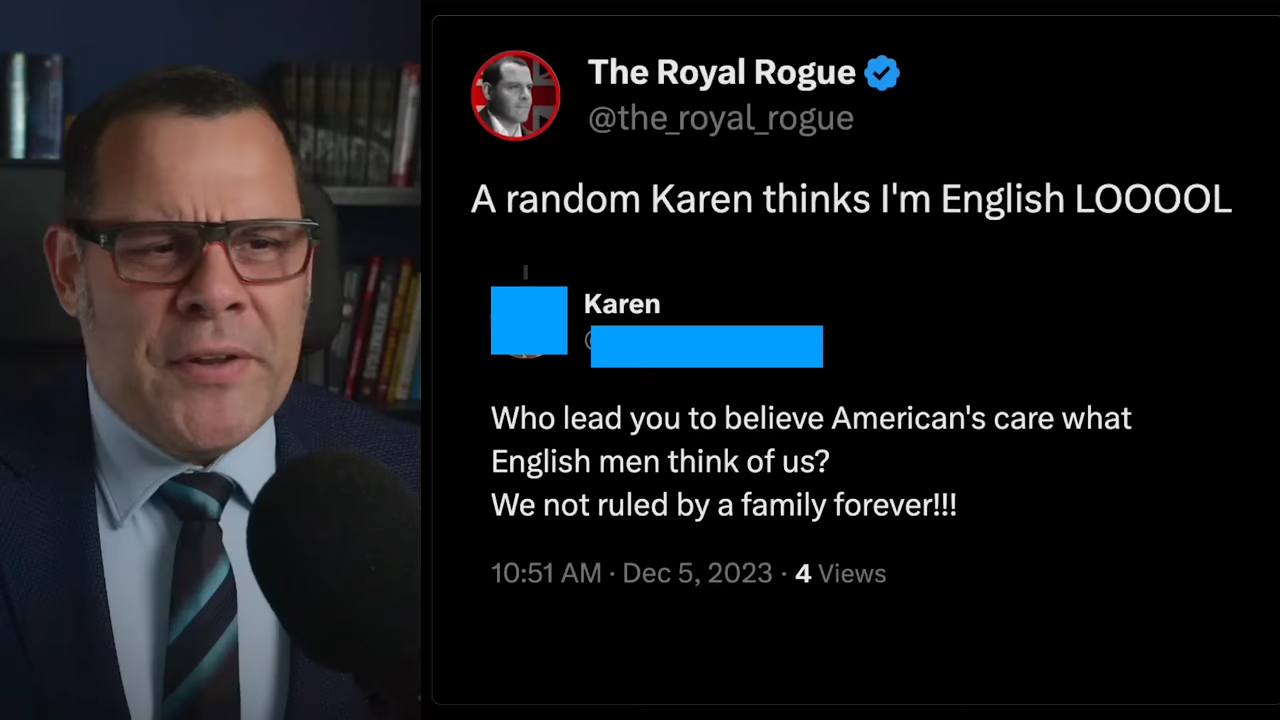 The Royal Rogue
@the_royal_rogue
A random Karen thinks I'm English LOOOOL
Karen
@
Who lead you to believe American's care what
English men think of us?
We not ruled by a family forever!!!
10:51 AM · Dec 5, 2023 · 4 Views